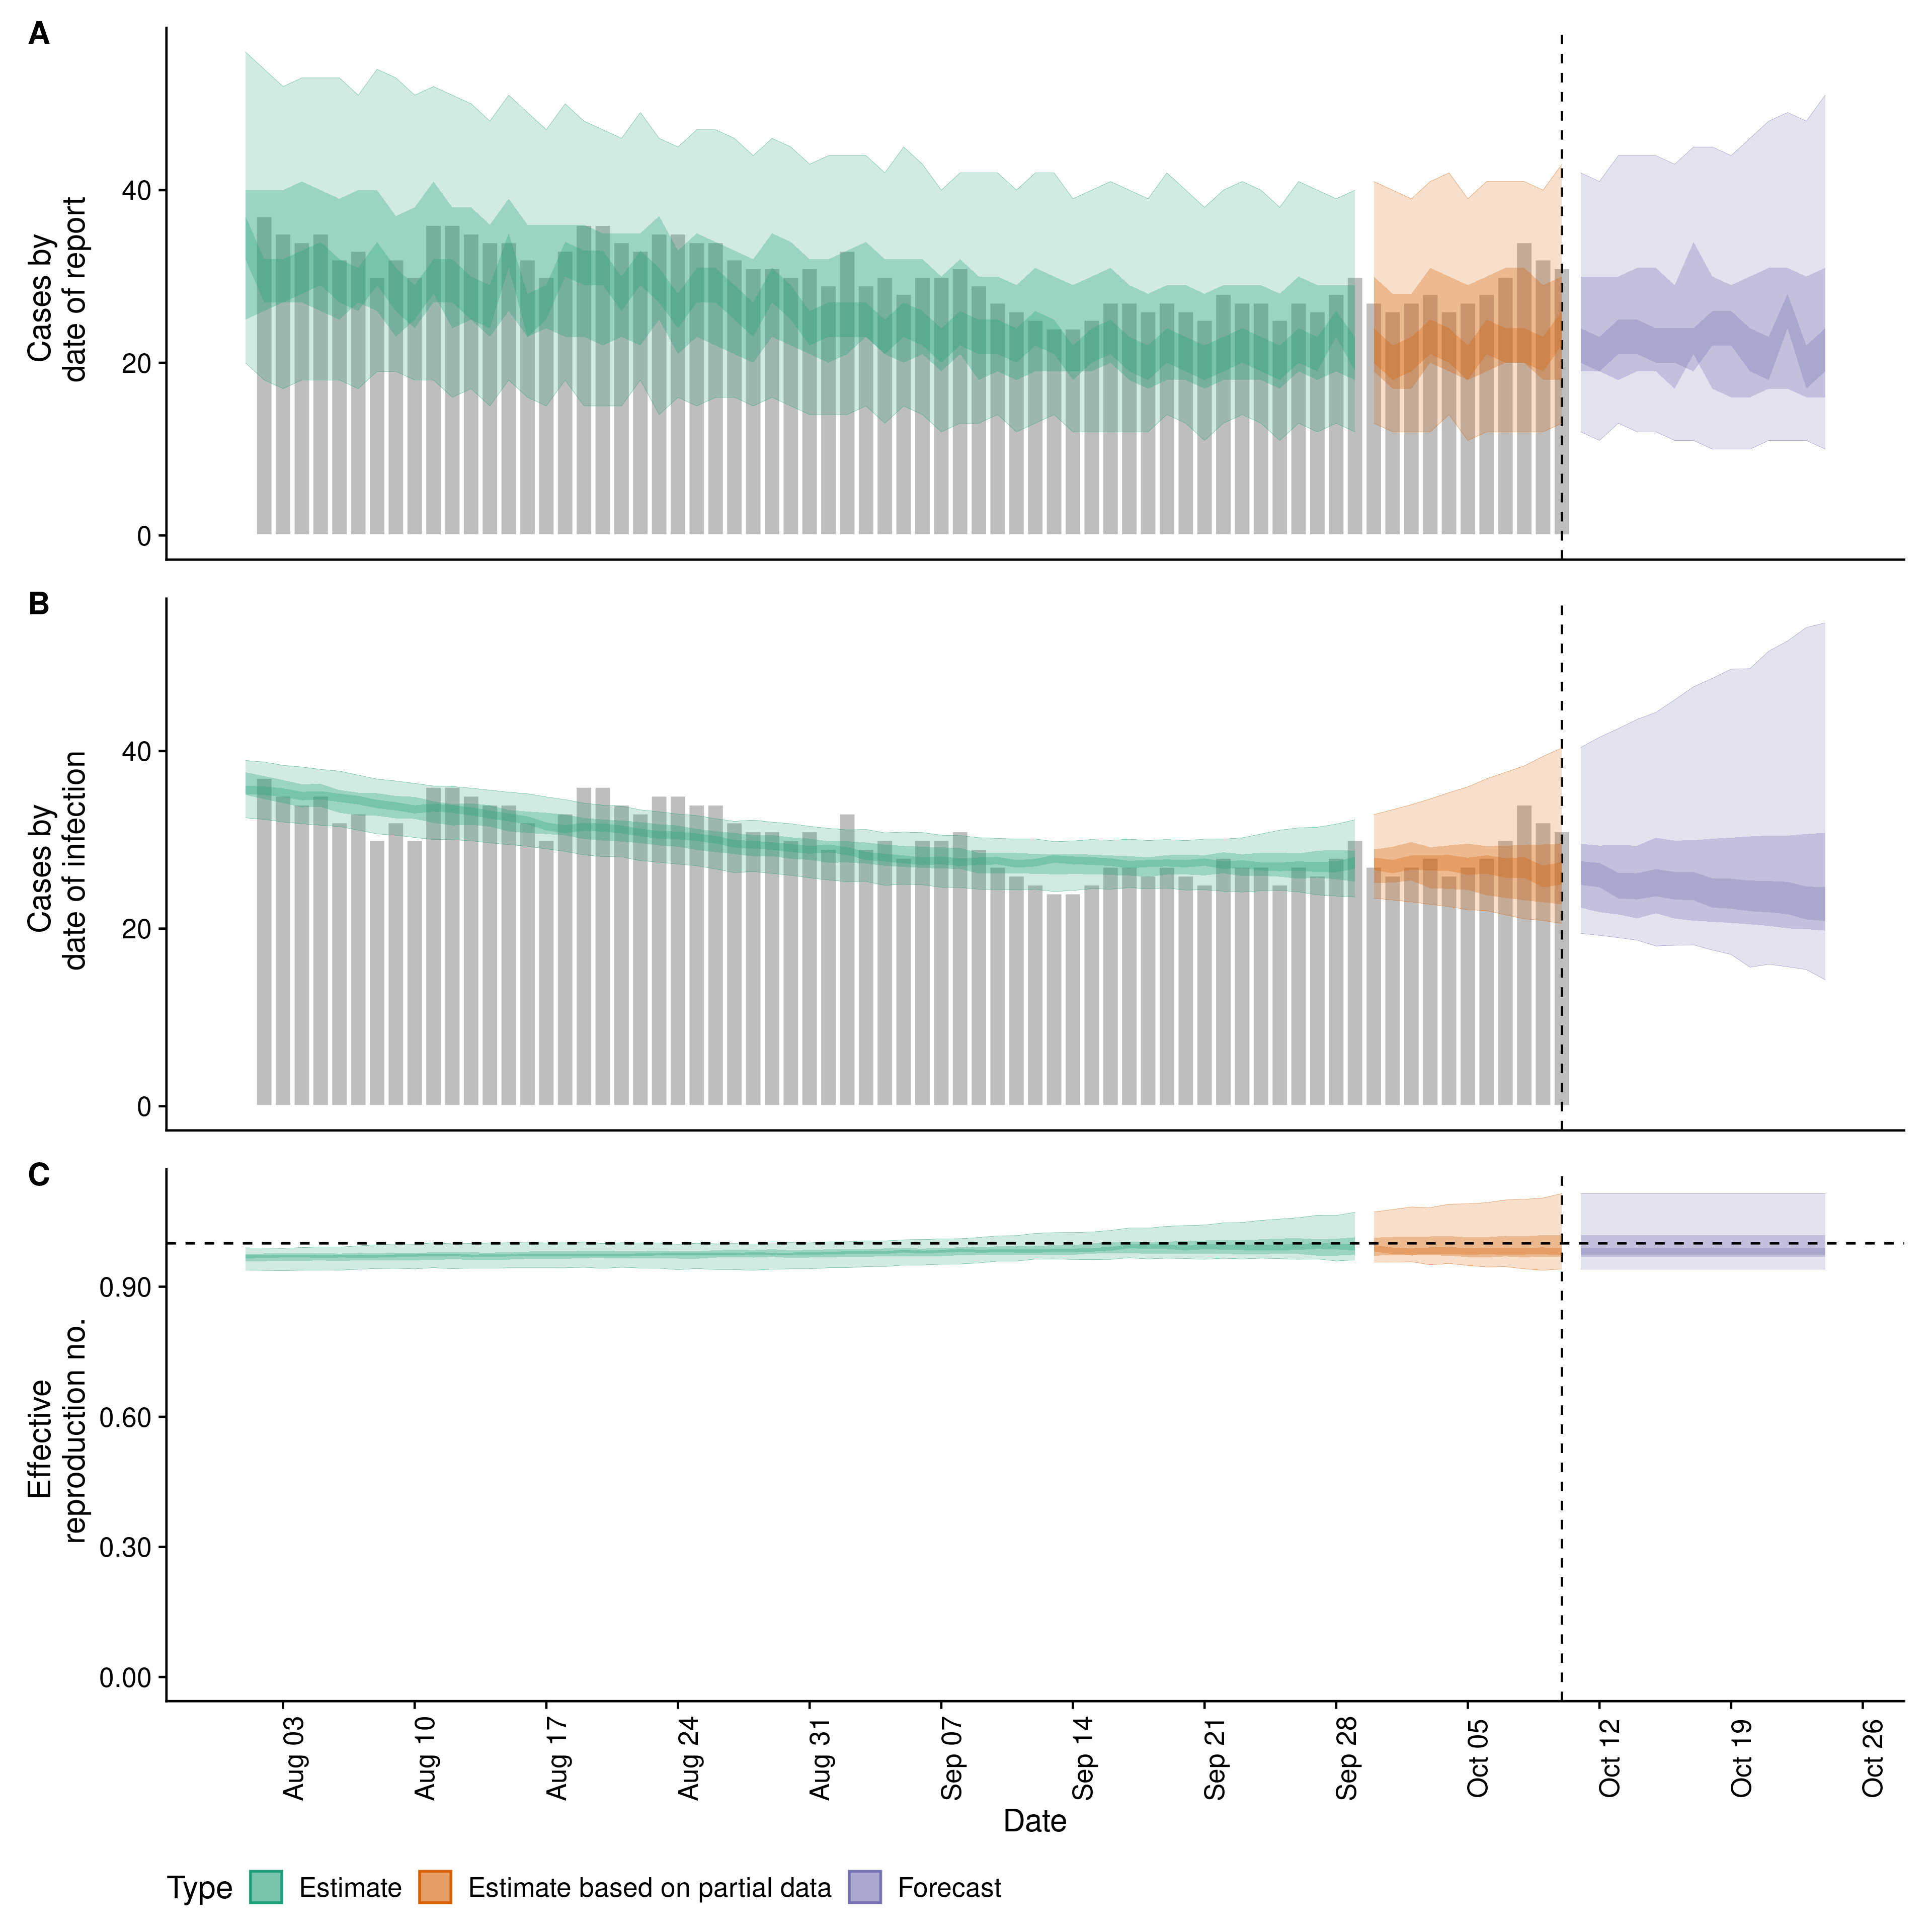 A
Cases by
date of report
40
20
0
B
Cases by
date of infection
40
20
0
C
Effective
reproduction no.
0.90
0.60
0.30
0.00
Aug 03
Aug 10
Aug 17
Aug 24
Aug 31
Sep 07
Sep 14
Sep 21
Sep 28
Oct 05
Oct 12
Oct 19
Oct 26
Date
Type Estimate Estimate based on partial data Forecast